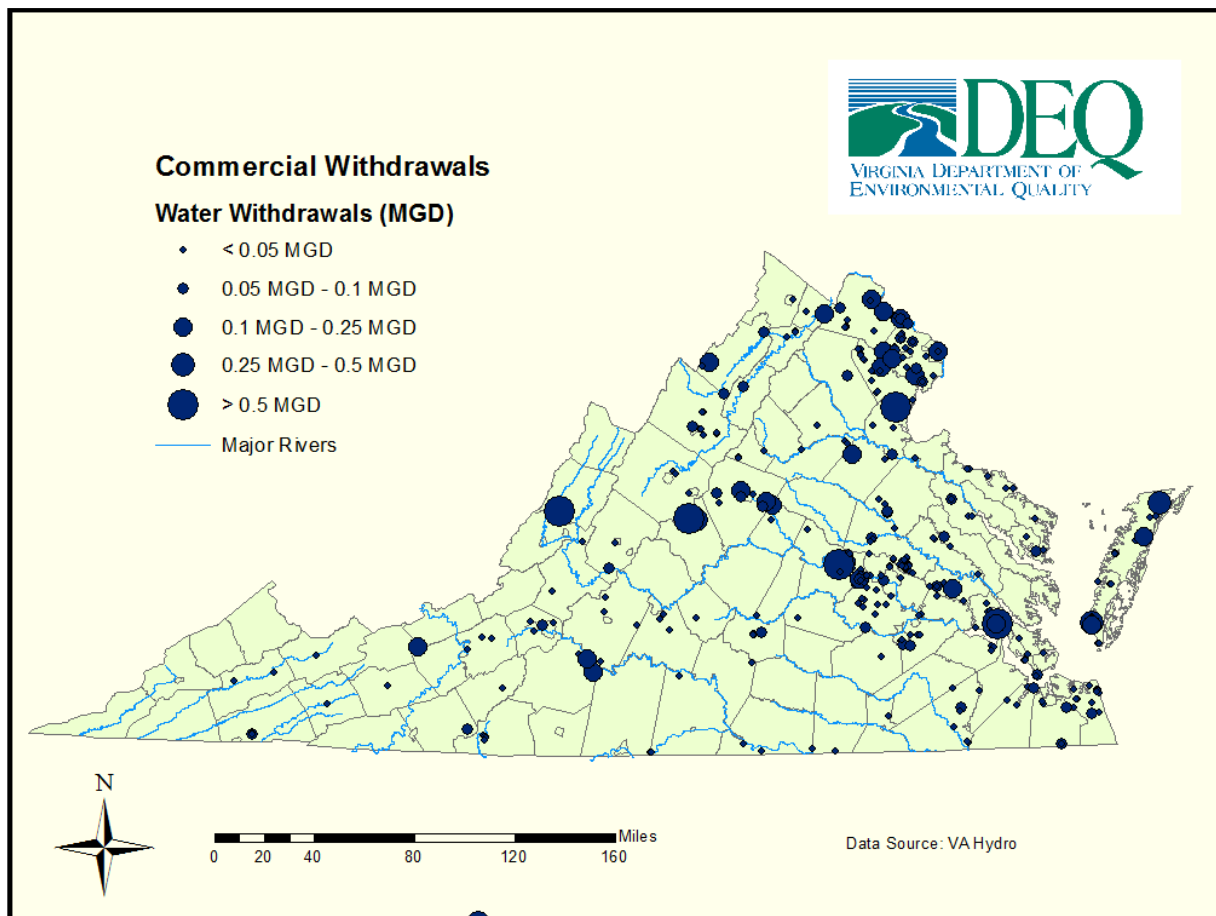 DEQ
VIRGINIA DEPARTMENT OF
ENVIRONMENTAL QUALITY
Commercial Withdrawals
Water Withdrawals (MGD)
< 0.05 MGD
0.05 MGD - 0.1 MGD
0.1 MGD - 0.25 MGD
0.25 MGD - 0.5 MGD
> 0.5 MGD
Major Rivers
N
Miles
0 20 40 80 120 160
Data Source: VA Hydro